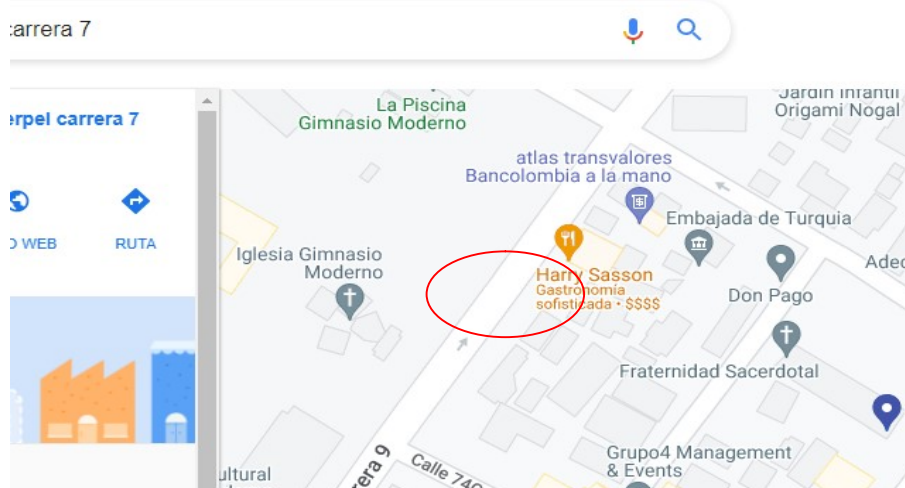 carrera 7
erpel carrera 7
O WEB
RUTA
La Piscina
Gimnasio Moderno
Jardín Infantil
Origami Nogal
atlas transvalores
Bancolombia a la mano
Embajada de Turquia
Iglesia Gimnasio
Moderno
Harry Sasson
Gastronomía
sofisticada • $$$$
Don Pago
Adec
Fraternidad Sacerdotal
Grupo4 Management
& Events
ultural
era 9
Calle 74